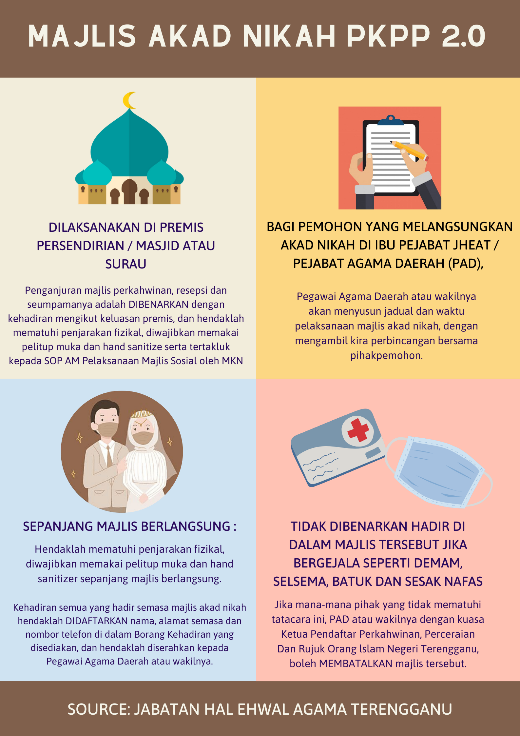 MAJLIS AKAD NIKAH PKPP 2.0
DILAKSANAKAN DI PREMIS
PERSENDIRIAN / MASJID ATAU
SURAU
Penganjuran majlis perkahwinan, resepsi dan
seumpamanya adalah DIBENARKAN dengan
kehadiran mengikut keluasan premis, dan hendaklah
mematuhi penjarakan fizikal, diwajibkan memakai
pelitup muka dan hand sanitize serta tertakluk
kepada SOP AM Pelaksanaan Majlis Sosial oleh MKN
BAGI PEMOHON YANG MELANGSUNGKAN
AKAD NIKAH DI IBU PEJABAT JHEAT /
PEJABAT AGAMA DAERAH (PAD),
Pegawai Agama Daerah atau wakilnya
akan menyusun jadual dan waktu
pelaksanaan majlis akad nikah, dengan
mengambil kira perbincangan bersama
pihakpemohon.
SEPANJANG MAJLIS BERLANGSUNG :
Hendaklah mematuhi penjarakan fizikal,
diwajibkan memakai pelitup muka dan hand
sanitizer sepanjang majlis berlangsung.
Kehadiran semua yang hadir semasa majlis akad nikah
hendaklah DIDAFTARKAN nama, alamat semasa dan
nombor telefon di dalam Borang Kehadiran yang
disediakan, dan hendaklah diserahkan kepada
Pegawai Agama Daerah atau wakilnya.
TIDAK DIBENARKAN HADIR DI
DALAM MAJLIS TERSEBUT JIKA
BERGEJALA SEPERTI DEMAM,
SELSEMA, BATUK DAN SESAK NAFAS
Jika mana-mana pihak yang tidak mematuhi
tatacara ini, PAD atau wakilnya dengan kuasa
Ketua Pendaftar Perkahwinan, Perceraian
Dan Rujuk Orang Islam Negeri Terengganu,
boleh MEMBATALKAN majlis tersebut.
SOURCE: JABATAN HAL EHWAL AGAMA TERENGGANU